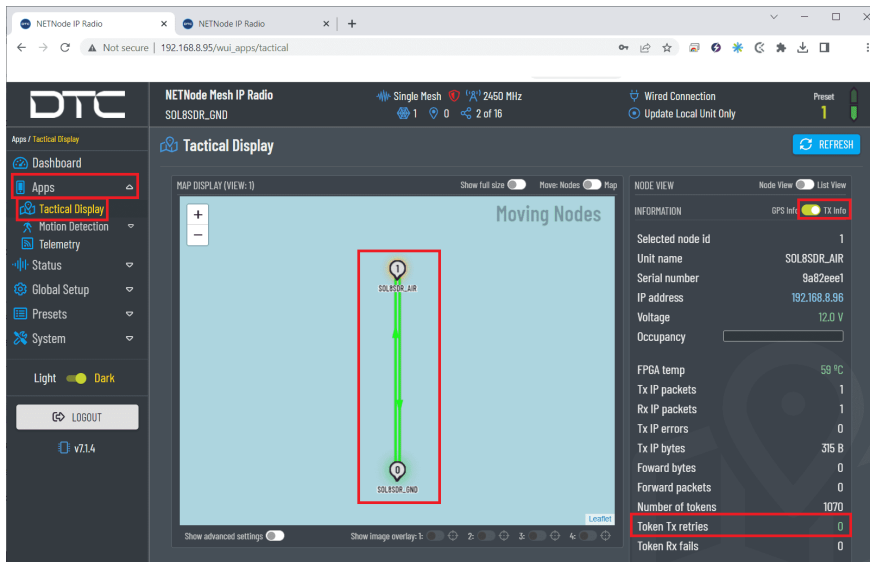 NETNode IP Radio
NETNode IP Radio
Not secure 192.168.8.95/wui_apps/tactical
DTC
NETNode Mesh IP Radio
SOL8SDR_GND
Single Mesh 2450 MHz
1 0 2 of 16
Wired Connection
Update Local Unit Only
Preset
1
Apps / Tactical Display
Dashboard
Apps
Tactical Display
Motion Detection
Telemetry
Status
Global Setup
Presets
System
Light Dark
LOGOUT
v7.1.4
Tactical Display
REFRESH
MAP DISPLAY (VIEW: 1) Show full size Move: Nodes Map
+
−
Moving Nodes
1
SOL8SDR_AIR
0
SOL8SDR_GND
Leaflet
Show advanced settings Show image overlay: 1: 2: 3: 4:
NODE VIEW Node View List View
INFORMATION GPS Info TX Info
Selected node id 1
Unit name SOL8SDR_AIR
Serial number 9a82eee1
IP address 192.168.8.96
Voltage 12.0 V
Occupancy
FPGA temp 59 ºC
Tx IP packets 1
Rx IP packets 1
Tx IP errors 0
Tx IP bytes 315 B
Foward bytes 0
Forward packets 0
Number of tokens 1070
Token Tx retries 0
Token Rx fails 0